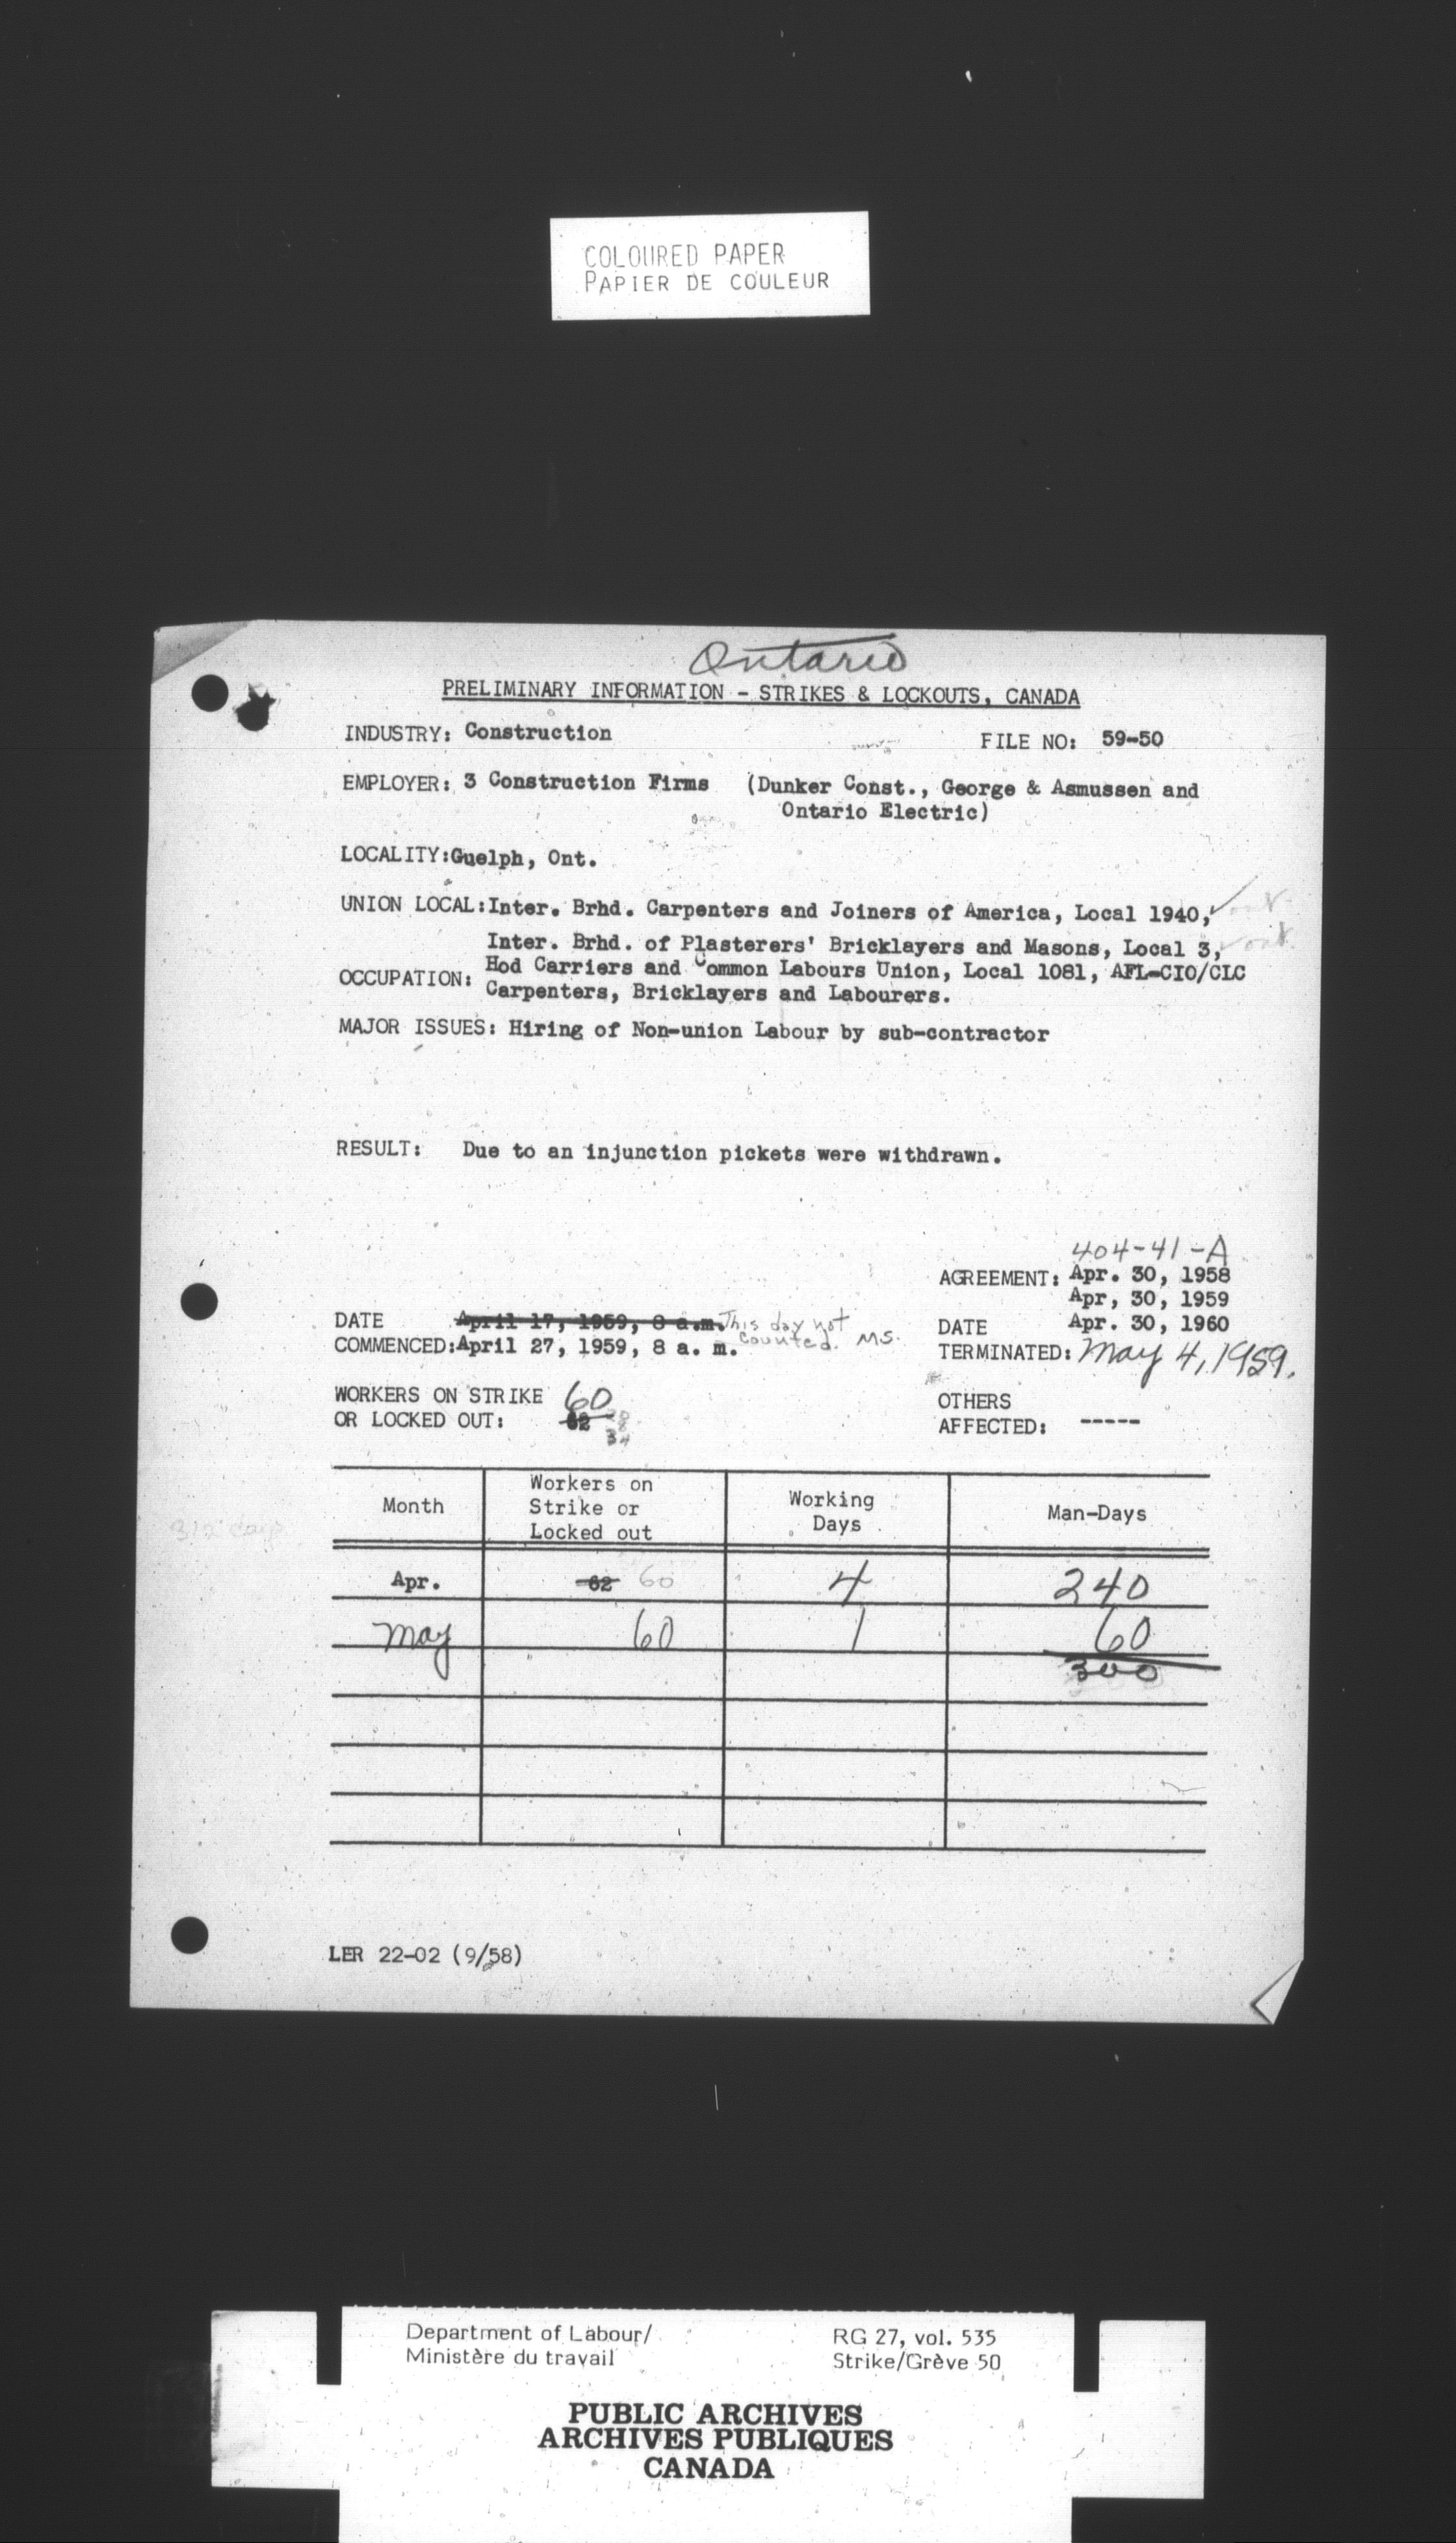 COLOURED PAPER
PAPIER DE COULEUR
Ontario
PRELIMINARY INFORMATION - STRIKES & LOCKOUTS, CANADA
INDUSTRY: Construction
FILE NO: 59-50
EMPLOYER: 3 Construction Firms (Dunker Const., George & Asmussen and
Ontario Electric)
LOCALITY:Guelph, Ont.
UNION LOCAL:Inter. Brhd. Carpenters and Joiners of America, Local 1940,
Inter. Brhd. of Plasterers' Bricklayers and Masons, Local 3,
Hod Carriers and Common Labours Union, Local 1081, AFL-CIO/CLC
OCCUPATION: Carpenters, Bricklayers and Labourers.
MAJOR ISSUES: Hiring of Non-union Labour by sub-contractor
RESULT: Due to an injunction pickets were withdrawn.
404-41-A
AGREEMENT: Apr. 30, 1958
Apr, 30, 1959
Apr. 30, 1960
DATE April 17, 1959, 8 a.m. This day not
COMMENCED:April 27, 1959, 8 a. m. counted. MS.
DATE
TERMINATED: May 4, 1959.
WORKERS ON STRIKE 60
OR LOCKED OUT: 62
34
OTHERS
AFFECTED: -----
Month Workers on Strike or Locked out Working Days Man-Days
Apr. 62 60 4 240
May 60 1 60
300
LER 22-02 (9/58)
Department of Labour/
Ministère du travail
RG 27, vol. 535
Strike/Grève 50
PUBLIC ARCHIVES
ARCHIVES PUBLIQUES
CANADA